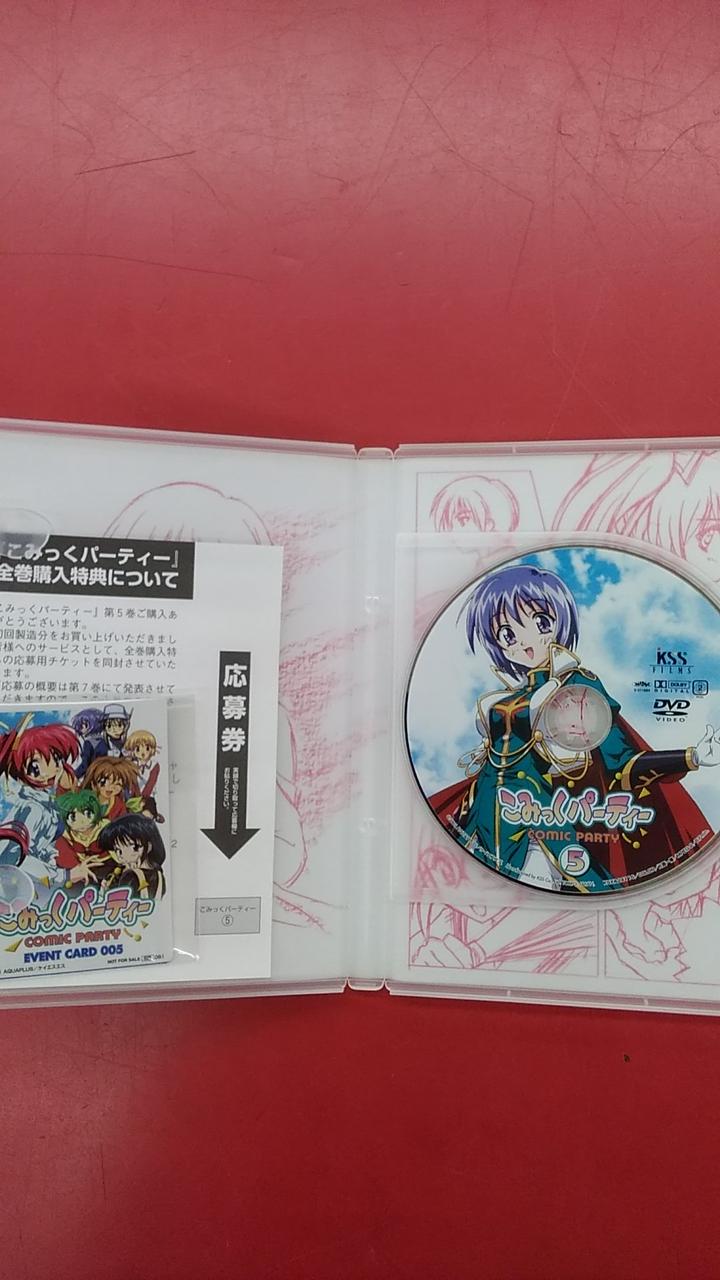 こみっくパーティー』
全巻購入特典について
こみっくパーティー』第5巻ご購入あ
がとうございます。
初回製造分をお買い上げいただきまし
皆様へのサービスとして、全巻購入特
の応募用チケットを同封させていた
ます。
応募の概要は第7巻にて発表させて
応募券
こみっくパーティー
⑤
こみっくパーティー
COMIC PARTY
EVENT CARD 005
NOT FOR SALE
AQUAPLUS/ケイエスエス
KSS
FILMS
DOLBY
DIGITAL
2
DVD
VIDEO
こみっくパーティー
COMIC PARTY
5